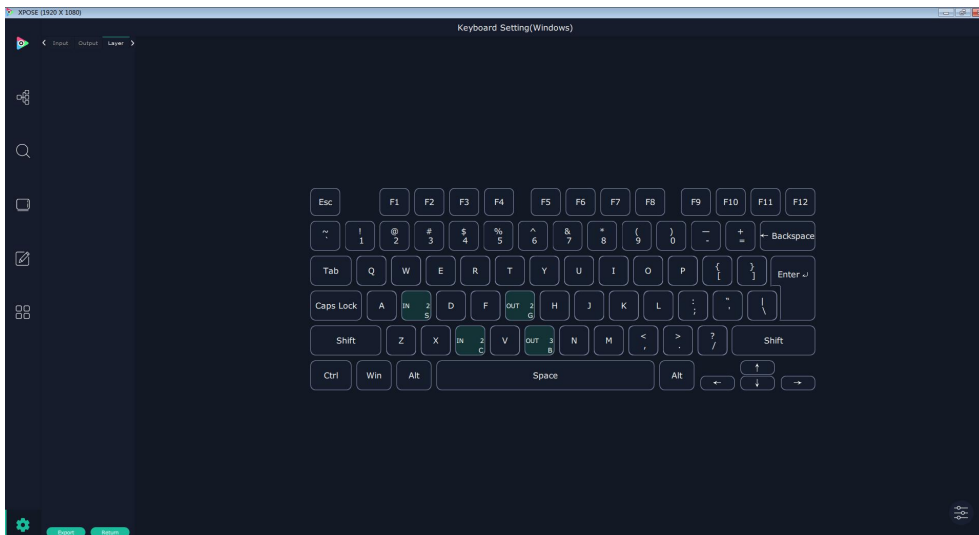 XPOSE (1920 X 1080)
Keyboard Setting(Windows)
< Input Output Layer >
Esc F1 F2 F3 F4 F5 F6 F7 F8 F9 F10 F11 F12
~ ` ! 1 @ 2 # 3 $ 4 % 5 ^ 6 & 7 * 8 ( 9 ) 0 — - + = ← Backspace
Tab Q W E R T Y U I O P { [ } ] Enter ↵
Caps Lock A IN 2 S D F OUT 2 G H J K L : ; " ' | \
Shift Z X IN 2 C V OUT 3 B N M < , > . ? / Shift
Ctrl Win Alt Space Alt ← ↑ ↓ →
Export Return